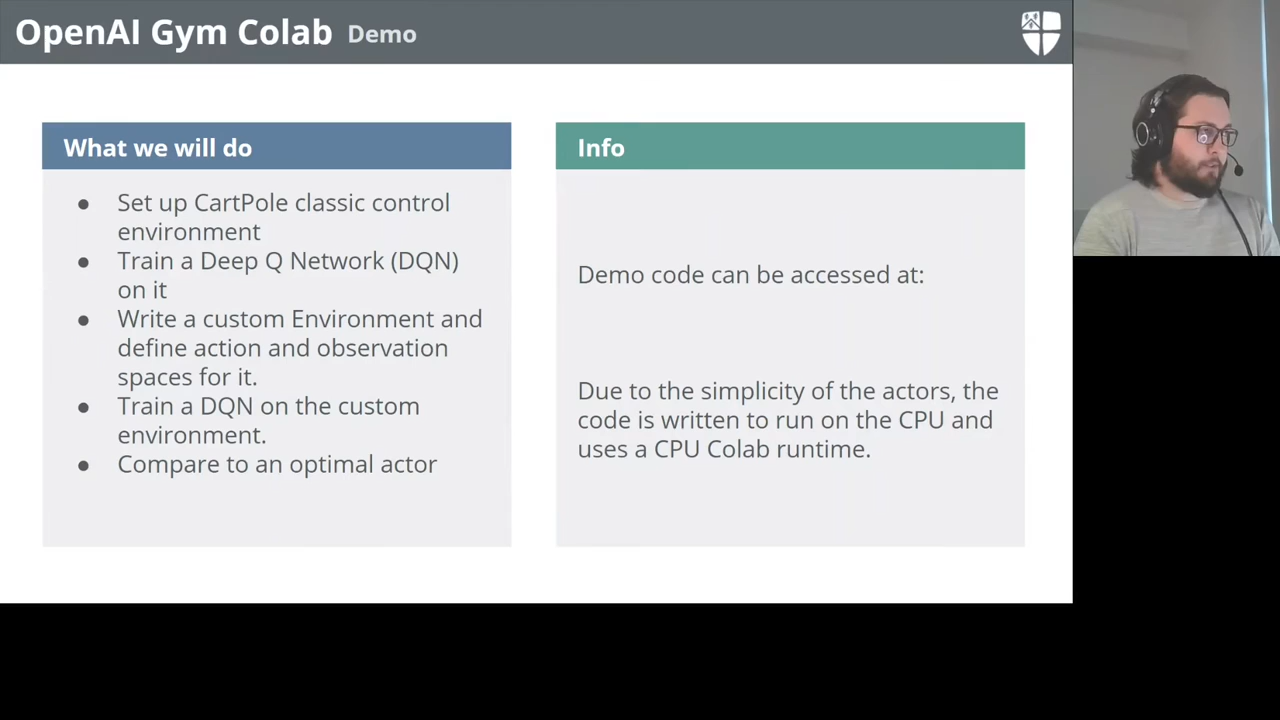 OpenAI Gym Colab Demo
What we will do
● Set up CartPole classic control
environment
● Train a Deep Q Network (DQN)
on it
● Write a custom Environment and
define action and observation
spaces for it.
● Train a DQN on the custom
environment.
● Compare to an optimal actor
Info
Demo code can be accessed at:
Due to the simplicity of the actors, the
code is written to run on the CPU and
uses a CPU Colab runtime.